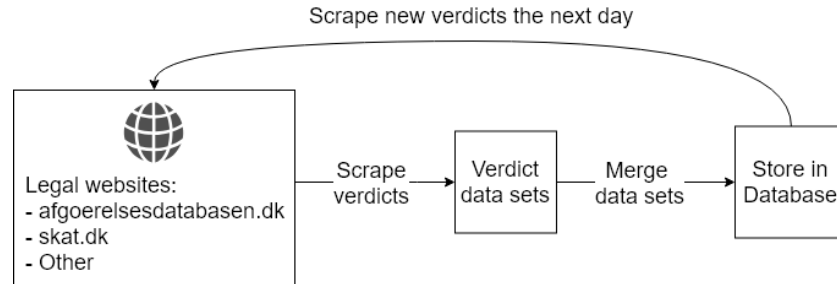 Scrape new verdicts the next day
Legal websites:
- afgoerelsesdatabasen.dk
- skat.dk
- Other
Scrape
verdicts
Verdict
data sets
Merge
data sets
Store in
Database